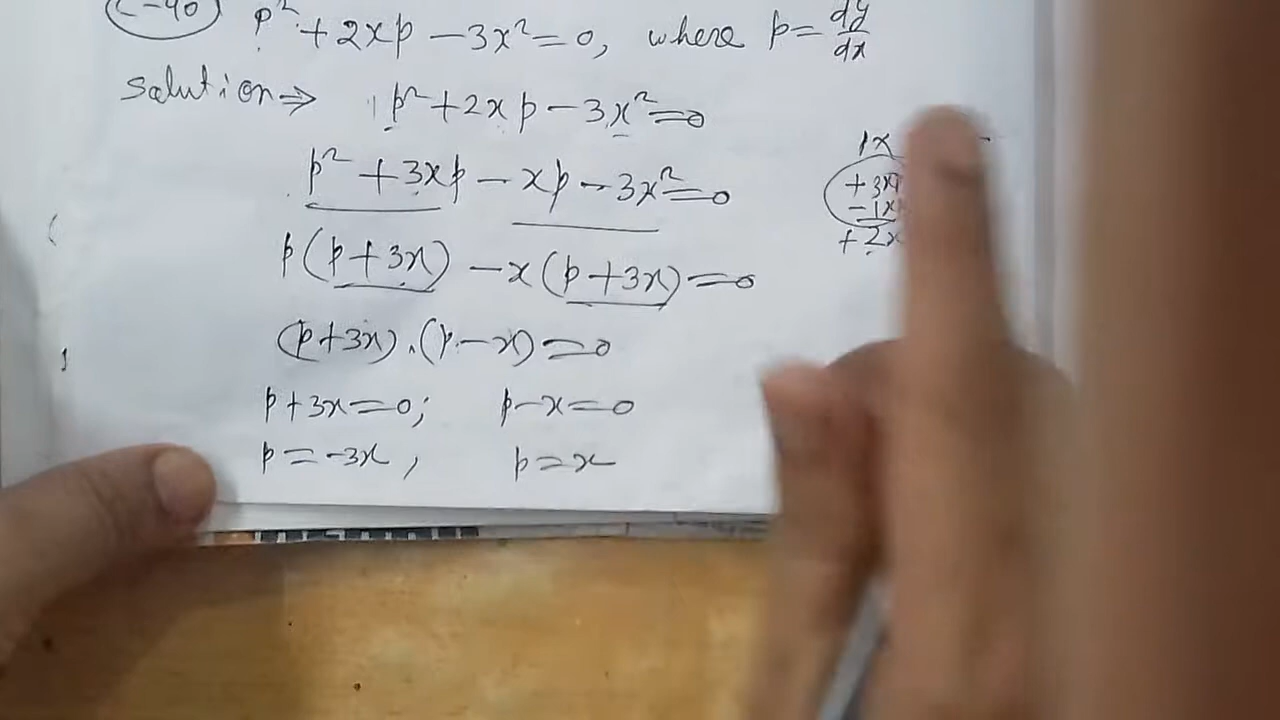 p² + 2xp - 3x² = 0, where p = dy/dx
Solution ⇒ p² + 2xp - 3x² = 0
p² + 3xp - xp - 3x² = 0
p(p + 3x) - x(p + 3x) = 0
(p + 3x).(p - x) = 0
p + 3x = 0; p - x = 0
p = -3x, p = x
1x
+ 3x
- 1x
+ 2x